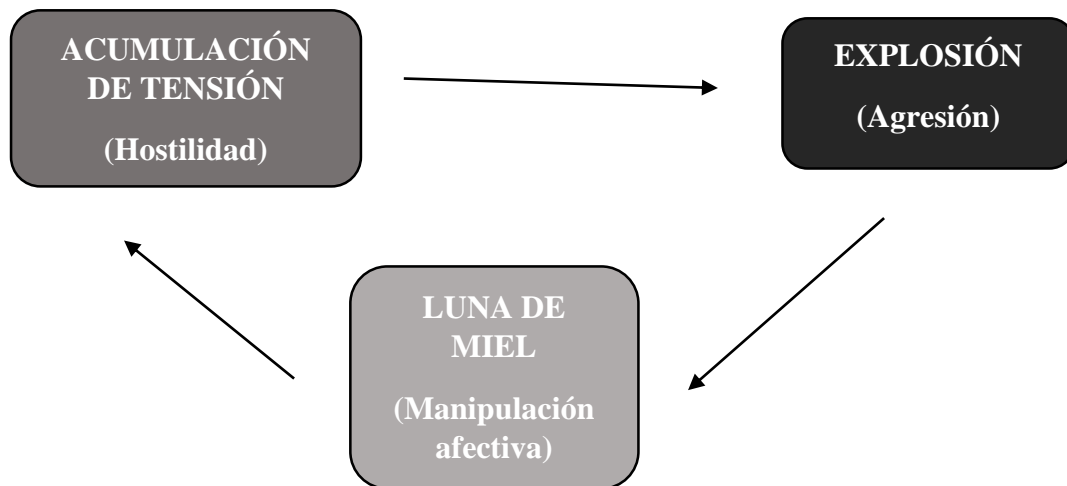 ACUMULACIÓN
DE TENSIÓN
(Hostilidad)
EXPLOSIÓN
(Agresión)
LUNA DE
MIEL
(Manipulación
afectiva)